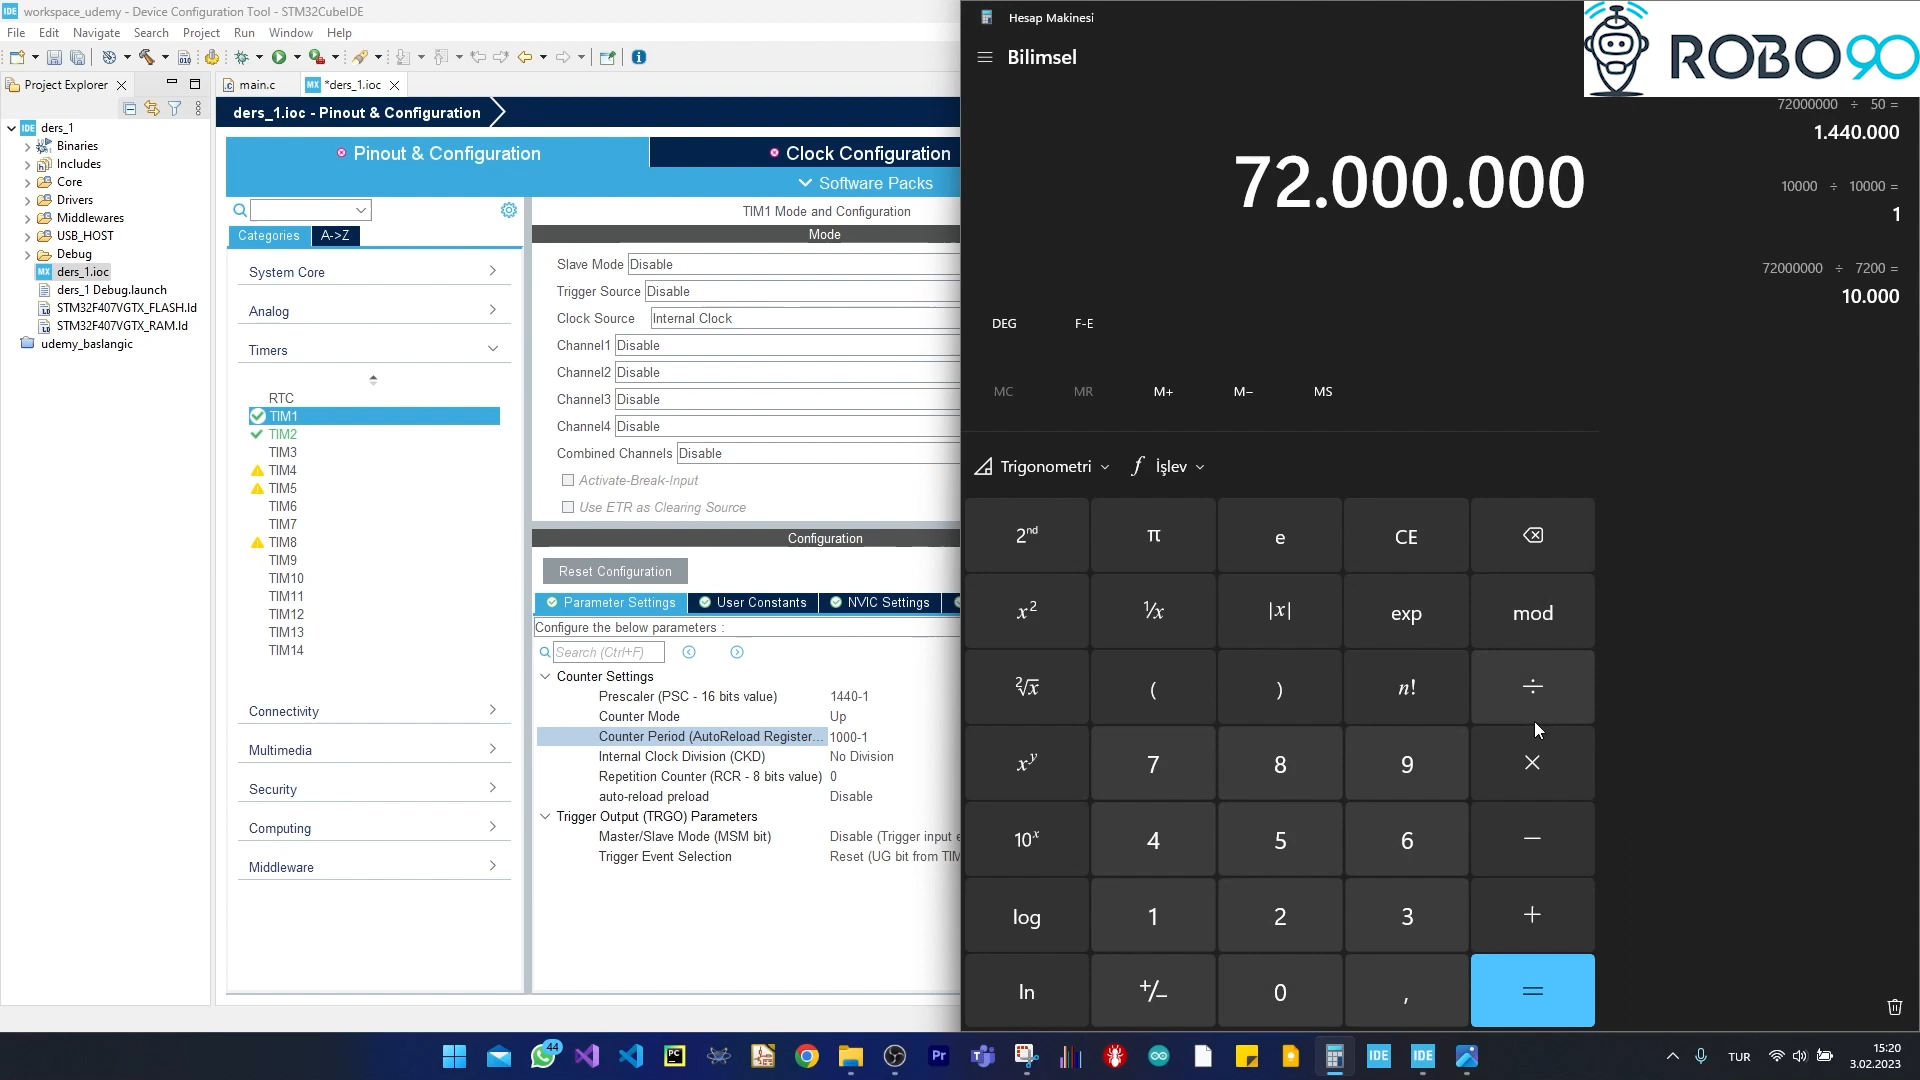 workspace_udemy - Device Configuration Tool - STM32CubeIDE
File Edit Navigate Search Project Run Window Help
Project Explorer
ders_1
Binaries
Includes
Core
Drivers
Middlewares
USB_HOST
Debug
ders_1.ioc
ders_1 Debug.launch
STM32F407VGTX_FLASH.ld
STM32F407VGTX_RAM.ld
udemy_baslangic
main.c
*ders_1.ioc
ders_1.ioc - Pinout & Configuration
Pinout & Configuration
Clock Configuration
Software Packs
Categories
A->Z
System Core
Analog
Timers
RTC
TIM1
TIM2
TIM3
TIM4
TIM5
TIM6
TIM7
TIM8
TIM9
TIM10
TIM11
TIM12
TIM13
TIM14
Connectivity
Multimedia
Security
Computing
Middleware
TIM1 Mode and Configuration
Mode
Slave Mode Disable
Trigger Source Disable
Clock Source Internal Clock
Channel1 Disable
Channel2 Disable
Channel3 Disable
Channel4 Disable
Combined Channels Disable
Activate-Break-Input
Use ETR as Clearing Source
Configuration
Reset Configuration
Parameter Settings
User Constants
NVIC Settings
Configure the below parameters :
Search (Ctrl+F)
Counter Settings
Prescaler (PSC - 16 bits value) 1440-1
Counter Mode Up
Counter Period (AutoReload Register... 1000-1
Internal Clock Division (CKD) No Division
Repetition Counter (RCR - 8 bits value) 0
auto-reload preload Disable
Trigger Output (TRGO) Parameters
Master/Slave Mode (MSM bit) Disable (Trigger input e
Trigger Event Selection Reset (UG bit from TIM
Hesap Makinesi
Bilimsel
ROBO90
72000000 ÷ 50 =
1.440.000
72.000.000
10000 ÷ 10000 =
1
72000000 ÷ 7200 =
10.000
DEG F-E
MC MR M+ M− MS
Trigonometri
f İşlev
2nd π e CE
x2 1/x |x| exp mod
2√x ( ) n! ÷
xy 7 8 9 ×
10x 4 5 6 −
log 1 2 3 +
ln +/− 0 , =
IDE
MX
44
PC
Pr
IDE
IDE
TUR
15:20
3.02.2023